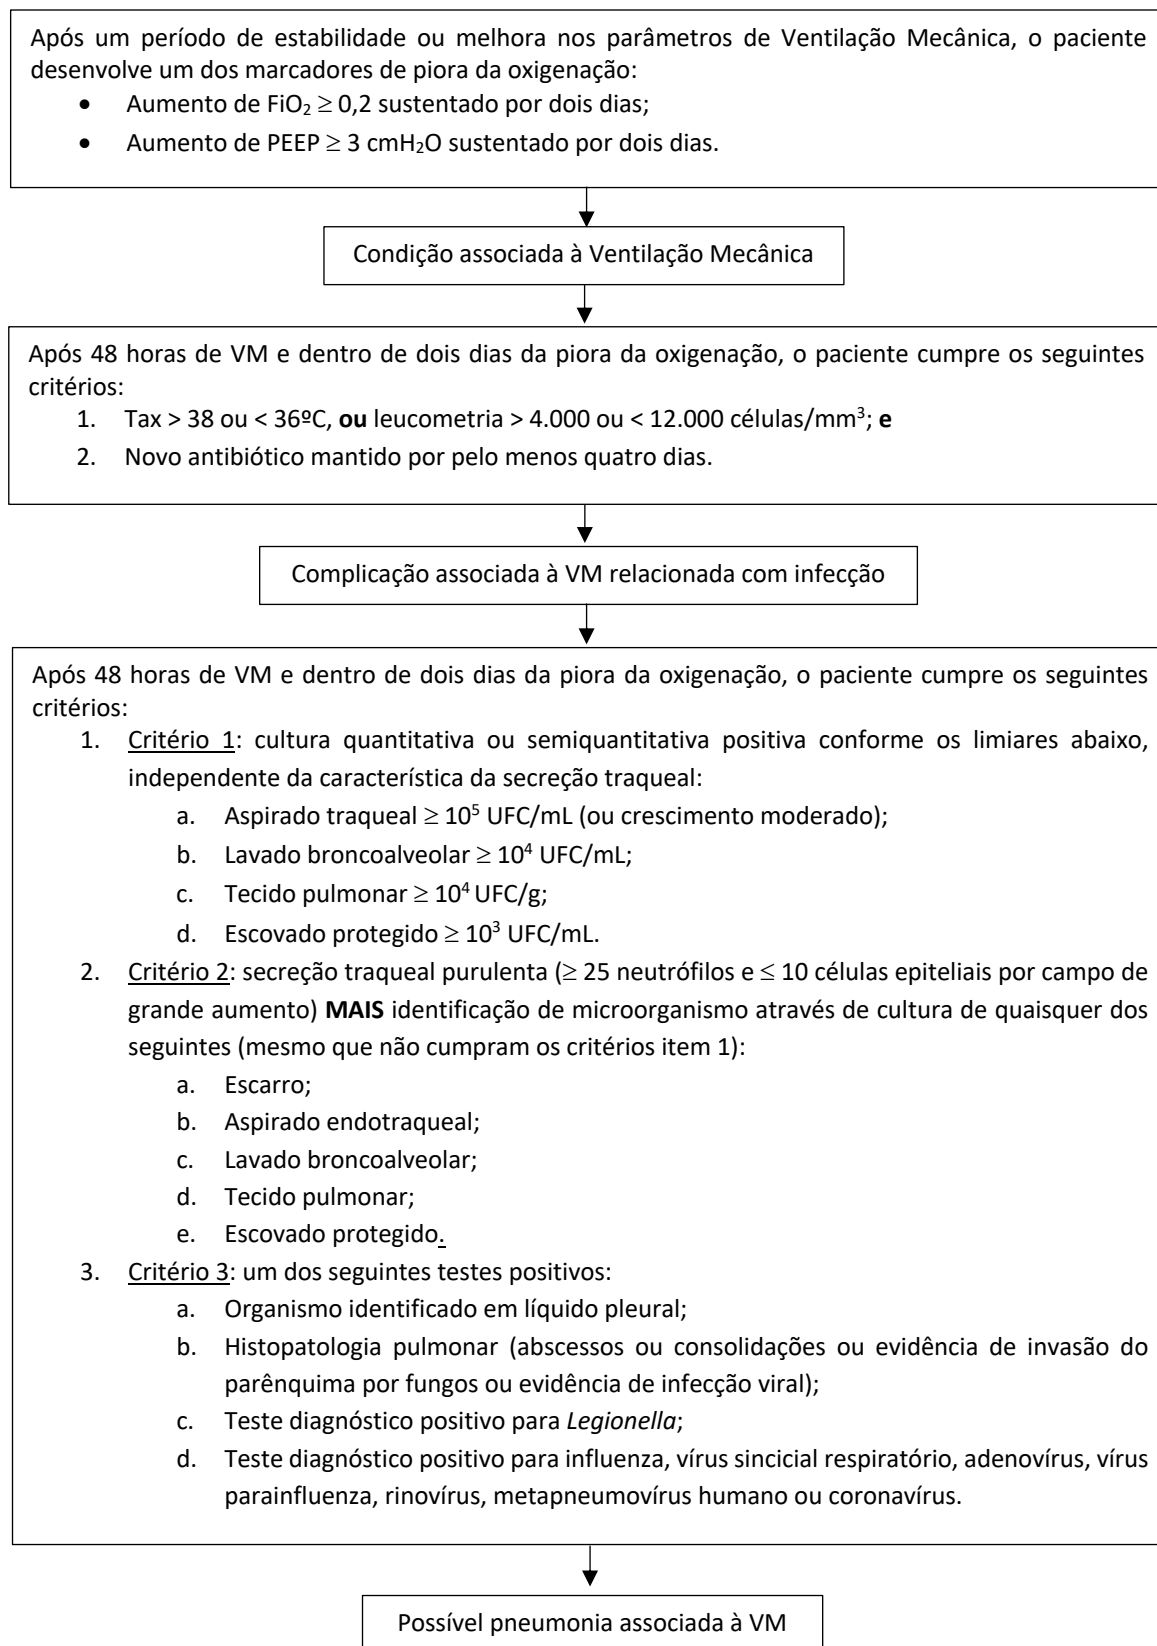 Após um período de estabilidade ou melhora nos parâmetros de Ventilação Mecânica, o paciente
desenvolve um dos marcadores de piora da oxigenação:
• Aumento de FiO₂ ≥ 0,2 sustentado por dois dias;
• Aumento de PEEP ≥ 3 cmH₂O sustentado por dois dias.
Condição associada à Ventilação Mecânica
Após 48 horas de VM e dentro de dois dias da piora da oxigenação, o paciente cumpre os seguintes
critérios:
1. Tax > 38 ou < 36ºC, ou leucometria > 4.000 ou < 12.000 células/mm³; e
2. Novo antibiótico mantido por pelo menos quatro dias.
Complicação associada à VM relacionada com infecção
Após 48 horas de VM e dentro de dois dias da piora da oxigenação, o paciente cumpre os seguintes
critérios:
1. Critério 1: cultura quantitativa ou semiquantitativa positiva conforme os limiares abaixo,
independente da característica da secreção traqueal:
a. Aspirado traqueal ≥ 10⁵ UFC/mL (ou crescimento moderado);
b. Lavado broncoalveolar ≥ 10⁴ UFC/mL;
c. Tecido pulmonar ≥ 10⁴ UFC/g;
d. Escovado protegido ≥ 10³ UFC/mL.
2. Critério 2: secreção traqueal purulenta (≥ 25 neutrófilos e ≤ 10 células epiteliais por campo de
grande aumento) MAIS identificação de microorganismo através de cultura de quaisquer dos
seguintes (mesmo que não cumpram os critérios item 1):
a. Escarro;
b. Aspirado endotraqueal;
c. Lavado broncoalveolar;
d. Tecido pulmonar;
e. Escovado protegido.
3. Critério 3: um dos seguintes testes positivos:
a. Organismo identificado em líquido pleural;
b. Histopatologia pulmonar (abscessos ou consolidações ou evidência de invasão do
parênquima por fungos ou evidência de infecção viral);
c. Teste diagnóstico positivo para Legionella;
d. Teste diagnóstico positivo para influenza, vírus sincicial respiratório, adenovírus, vírus
parainfluenza, rinovírus, metapneumovírus humano ou coronavírus.
Possível pneumonia associada à VM